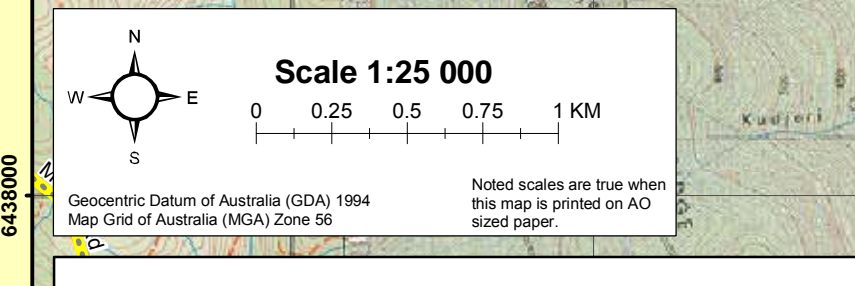 N
W E
S
Scale 1:25 000
0 0.25 0.5 0.75 1 KM
Geocentric Datum of Australia (GDA) 1994
Map Grid of Australia (MGA) Zone 56
Noted scales are true when
this map is printed on AO
sized paper.
6438000
Kudjeri